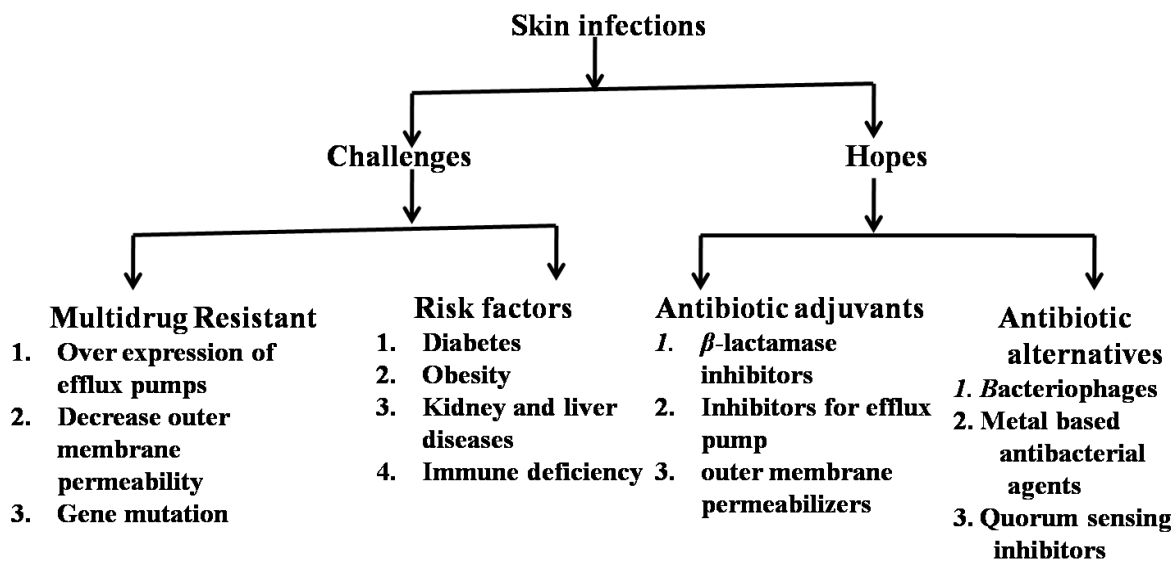 Skin infections
Challenges
Hopes
Multidrug Resistant
1. Over expression of
efflux pumps
2. Decrease outer
membrane
permeability
3. Gene mutation
Risk factors
1. Diabetes
2. Obesity
3. Kidney and liver
diseases
4. Immune deficiency
Antibiotic adjuvants
1. β-lactamase
inhibitors
2. Inhibitors for efflux
pump
3. outer membrane
permeabilizers
Antibiotic
alternatives
1. Bacteriophages
2. Metal based
antibacterial
agents
3. Quorum sensing
inhibitors